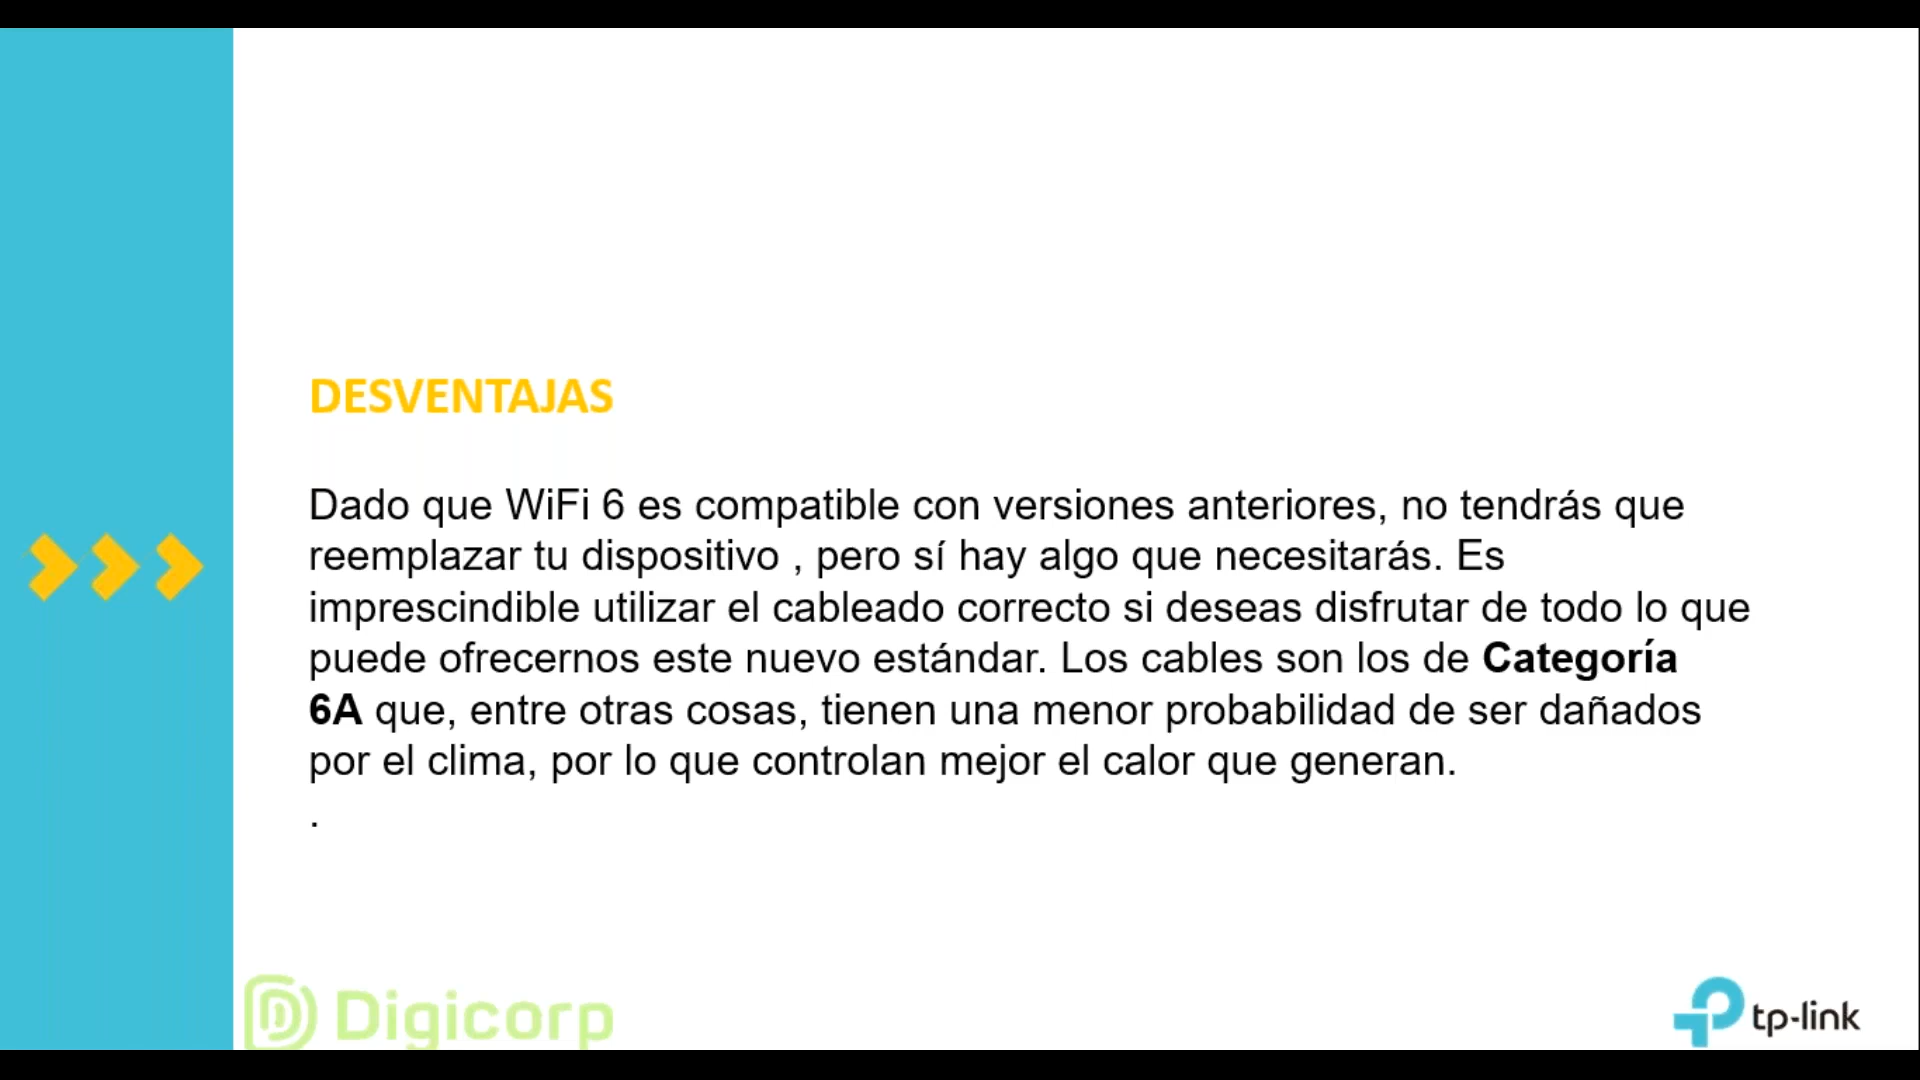 DESVENTAJAS
Dado que WiFi 6 es compatible con versiones anteriores, no tendrás que
reemplazar tu dispositivo , pero sí hay algo que necesitarás. Es
imprescindible utilizar el cableado correcto si deseas disfrutar de todo lo que
puede ofrecernos este nuevo estándar. Los cables son los de Categoría
6A que, entre otras cosas, tienen una menor probabilidad de ser dañados
por el clima, por lo que controlan mejor el calor que generan.
.
Digicorp
tp-link